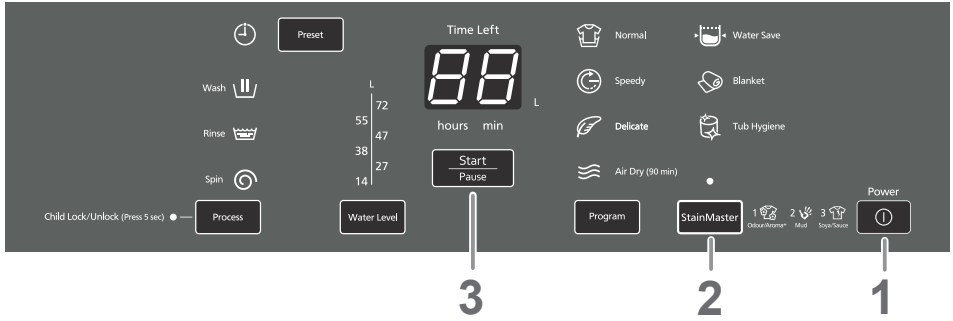 Preset
Time Left
88
L
hours min
Start
Pause
Wash
Rinse
Spin
Child Lock/Unlock (Press 5 sec)
Process
L
72
55
47
38
27
14
Water Level
Normal
Speedy
Delicate
Air Dry (90 min)
Water Save
Blanket
Tub Hygiene
Program
StainMaster
1 2 3
Odour/Aroma+ Mud Soya/Sauce
Power
3
2
1